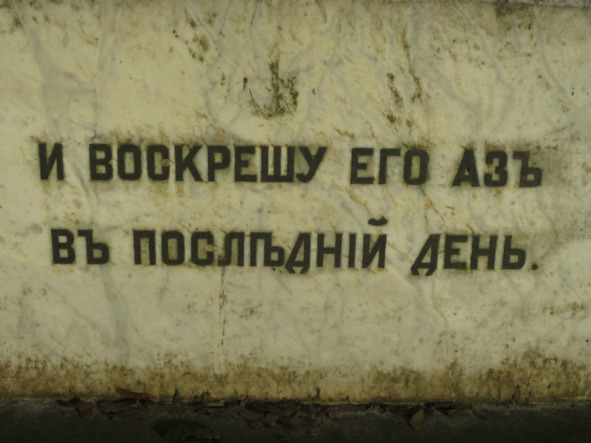 И ВОСКРЕШУ ЕГО АЗЪ
ВЪ ПОСЛѢДНІЙ ДЕНЬ.